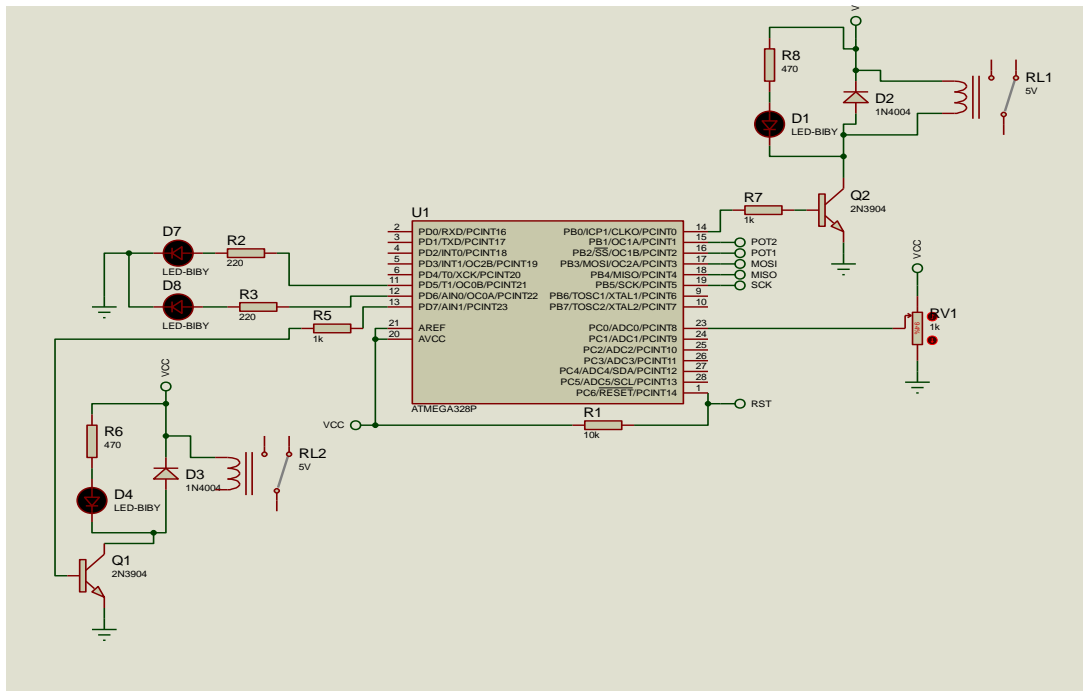 V
R8
470
D1
LED-BIBY
D2
1N4004
RL1
5V
R7
1k
Q2
2N3904
U1
2 PD0/RXD/PCINT16
3 PD1/TXD/PCINT17
4 PD2/INT0/PCINT18
5 PD3/INT1/OC2B/PCINT19
6 PD4/T0/XCK/PCINT20
11 PD5/T1/OC0B/PCINT21
12 PD6/AIN0/OC0A/PCINT22
13 PD7/AIN1/PCINT23
21 AREF
20 AVCC
PB0/ICP1/CLKO/PCINT0 14
PB1/OC1A/PCINT1 15 POT2
PB2/SS/OC1B/PCINT2 16 POT1
PB3/MOSI/OC2A/PCINT3 17 MOSI
PB4/MISO/PCINT4 18 MISO
PB5/SCK/PCINT5 19 SCK
PB6/TOSC1/XTAL1/PCINT6 9
PB7/TOSC2/XTAL2/PCINT7 10
PC0/ADC0/PCINT8 23
PC1/ADC1/PCINT9 24
PC2/ADC2/PCINT10 25
PC3/ADC3/PCINT11 26
PC4/ADC4/SDA/PCINT12 27
PC5/ADC5/SCL/PCINT13 28
PC6/RESET/PCINT14 1
ATMEGA328P
D7
LED-BIBY
R2
220
D8
LED-BIBY
R3
220
R5
1k
VCC
RV1
1k
RST
R1
10k
VCC
VCC
R6
470
D4
LED-BIBY
D3
1N4004
RL2
5V
Q1
2N3904